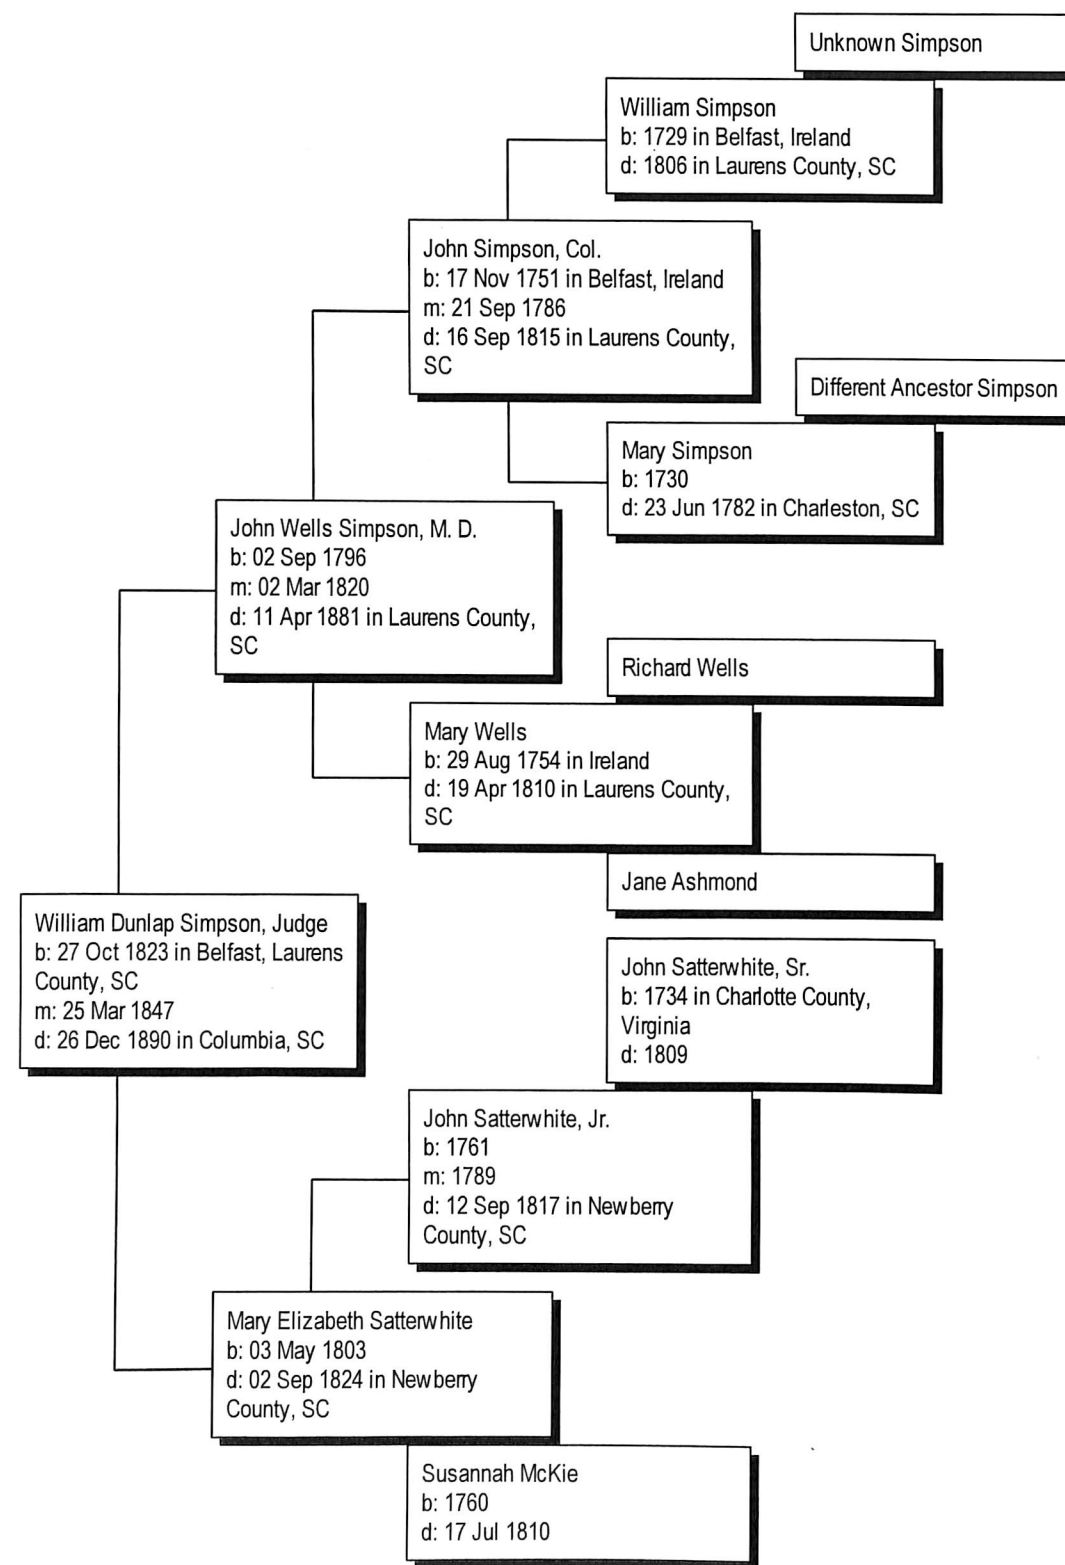 Unknown Simpson
William Simpson
b: 1729 in Belfast, Ireland
d: 1806 in Laurens County, SC
John Simpson, Col.
b: 17 Nov 1751 in Belfast, Ireland
m: 21 Sep 1786
d: 16 Sep 1815 in Laurens County,
SC
Different Ancestor Simpson
Mary Simpson
b: 1730
d: 23 Jun 1782 in Charleston, SC
John Wells Simpson, M. D.
b: 02 Sep 1796
m: 02 Mar 1820
d: 11 Apr 1881 in Laurens County,
SC
Richard Wells
Mary Wells
b: 29 Aug 1754 in Ireland
d: 19 Apr 1810 in Laurens County,
SC
Jane Ashmond
William Dunlap Simpson, Judge
b: 27 Oct 1823 in Belfast, Laurens
County, SC
m: 25 Mar 1847
d: 26 Dec 1890 in Columbia, SC
John Satterwhite, Sr.
b: 1734 in Charlotte County,
Virginia
d: 1809
John Satterwhite, Jr.
b: 1761
m: 1789
d: 12 Sep 1817 in Newberry
County, SC
Mary Elizabeth Satterwhite
b: 03 May 1803
d: 02 Sep 1824 in Newberry
County, SC
Susannah McKie
b: 1760
d: 17 Jul 1810